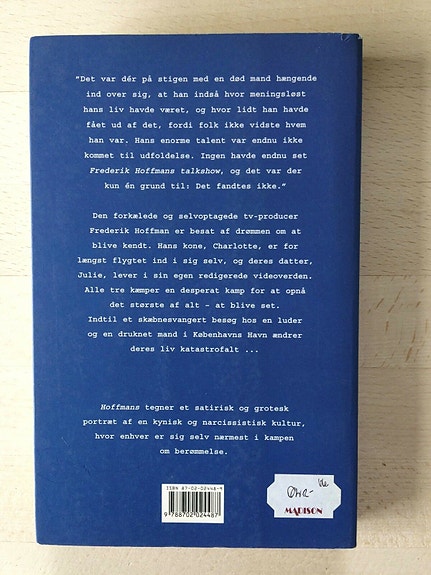 "Det var dér på stigen med en død mand hængende
ind over sig, at han indså hvor meningsløst
hans liv havde været, og hvor lidt han havde
fået ud af det, fordi folk ikke vidste hvem
han var. Hans enorme talent var endnu ikke
kommet til udfoldelse. Ingen havde endnu set
Frederik Hoffmans talkshow, og det var der
kun én grund til: Det fandtes ikke."
Den forkælede og selvoptagede tv-producer
Frederik Hoffman er besat af drømmen om at
blive kendt. Hans kone, Charlotte, er for
længst flygtet ind i sig selv, og deres datter,
Julie, lever i sin egen redigerede videoverden.
Alle tre kæmper en desperat kamp for at opnå
det største af alt - at blive set.
Indtil et skæbnesvangert besøg hos en luder
og en druknet mand i Københavns Havn ændrer
deres liv katastrofalt ...
Hoffmans tegner et satirisk og grotesk
portræt af en kynisk og narcissistisk kultur,
hvor enhver er sig selv nærmest i kampen
om berømmelse.
ISBN 87-02-02448-9
9 788702 024487
MADISON